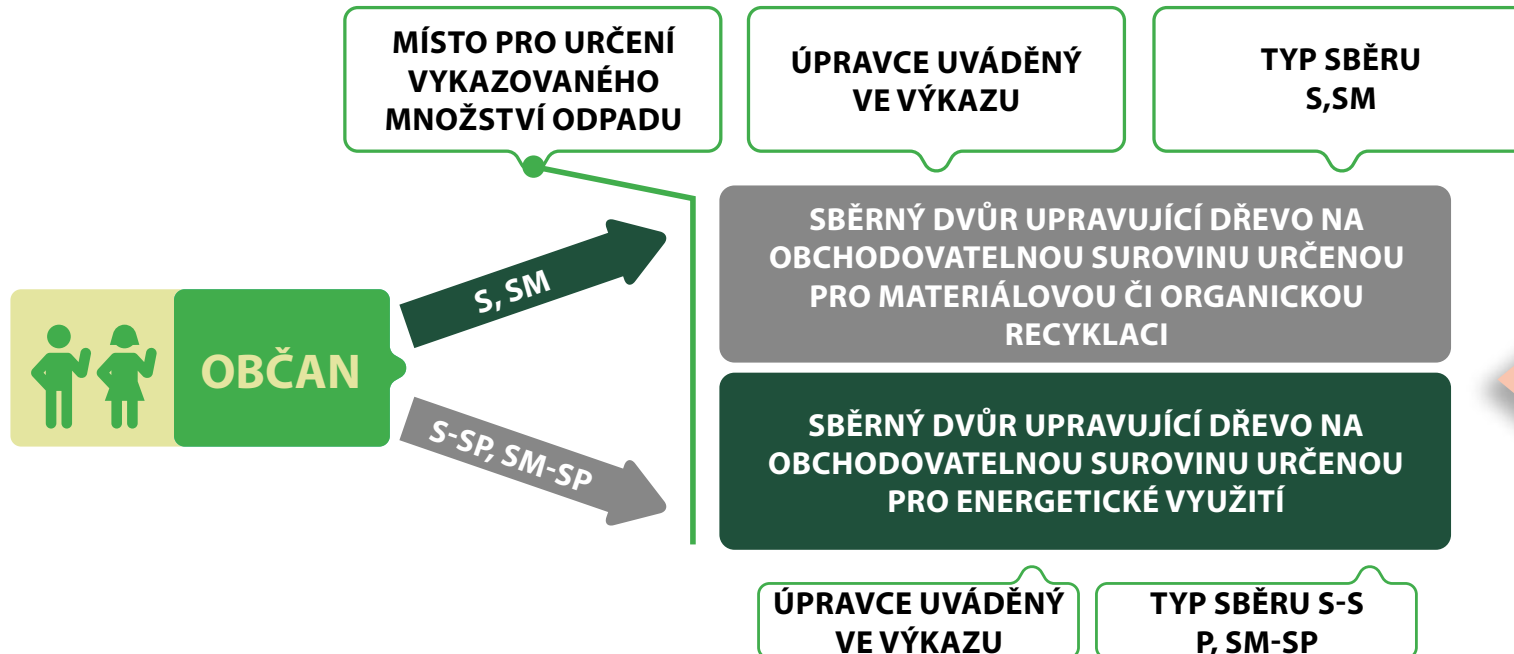 MÍSTO PRO URČENÍ
VYKAZOVANÉHO
MNOŽSTVÍ ODPADU
ÚPRAVCE UVÁDĚNÝ
VE VÝKAZU
TYP SBĚRU
S,SM
S, SM
SBĚRNÝ DVŮR UPRAVUJÍCÍ DŘEVO NA
OBCHODOVATELNOU SUROVINU URČENOU
PRO MATERIÁLOVOU ČI ORGANICKOU
RECYKLACI
OBČAN
S-SP, SM-SP
SBĚRNÝ DVŮR UPRAVUJÍCÍ DŘEVO NA
OBCHODOVATELNOU SUROVINU URČENOU
PRO ENERGETICKÉ VYUŽITÍ
ÚPRAVCE UVÁDĚNÝ
VE VÝKAZU
TYP SBĚRU S-S
P, SM-SP